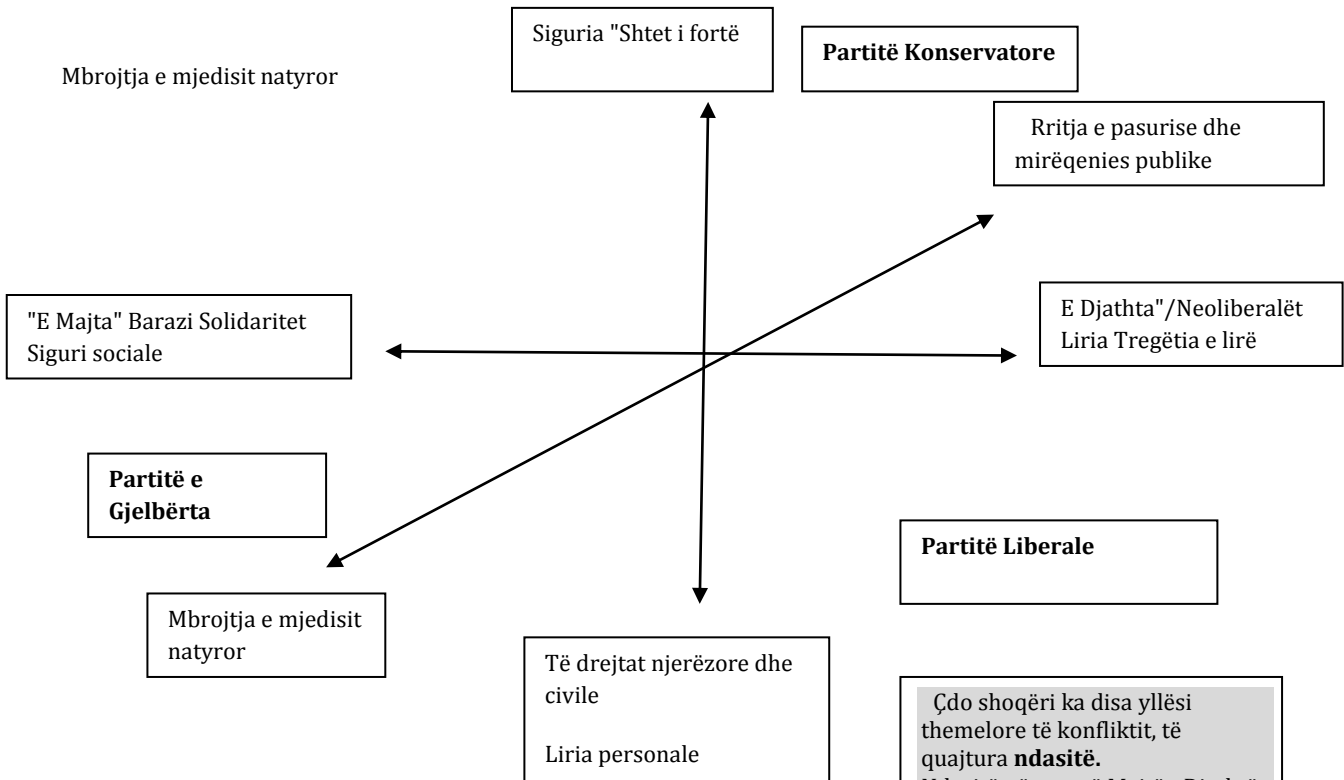 Siguria "Shtet i fortë
Partitë Konservatore
Mbrojtja e mjedisit natyror
Rritja e pasurise dhe
mirëqenies publike
"E Majta" Barazi Solidaritet
Siguri sociale
E Djathta"/Neoliberalët
Liria Tregëtia e lirë
Partitë e
Gjelbërta
Partitë Liberale
Mbrojtja e mjedisit
natyror
Të drejtat njerëzore dhe
civile
Liria personale
Çdo shoqëri ka disa yllësi
themelore të konfliktit, të
quajtura ndasitë.